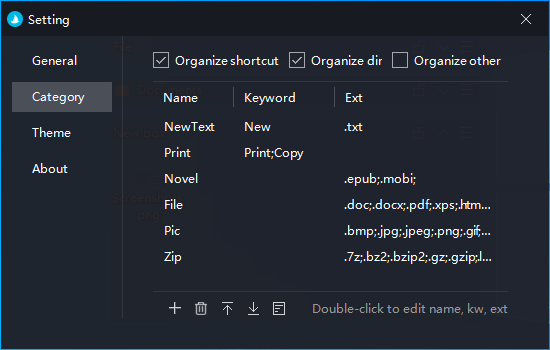 Setting
General
Category
Theme
About
Organize shortcut Organize dir Organize other
Name Keyword Ext
NewText New .txt
Print Print;Copy
Novel .epub;.mobi;
File .doc;.docx;.pdf;.xps;.htm...
Pic .bmp;.jpg;.jpeg;.png;.gif;...
Zip .7z;.bz2;.bzip2;.gz;.gzip;.l...
Double-click to edit name, kw, ext